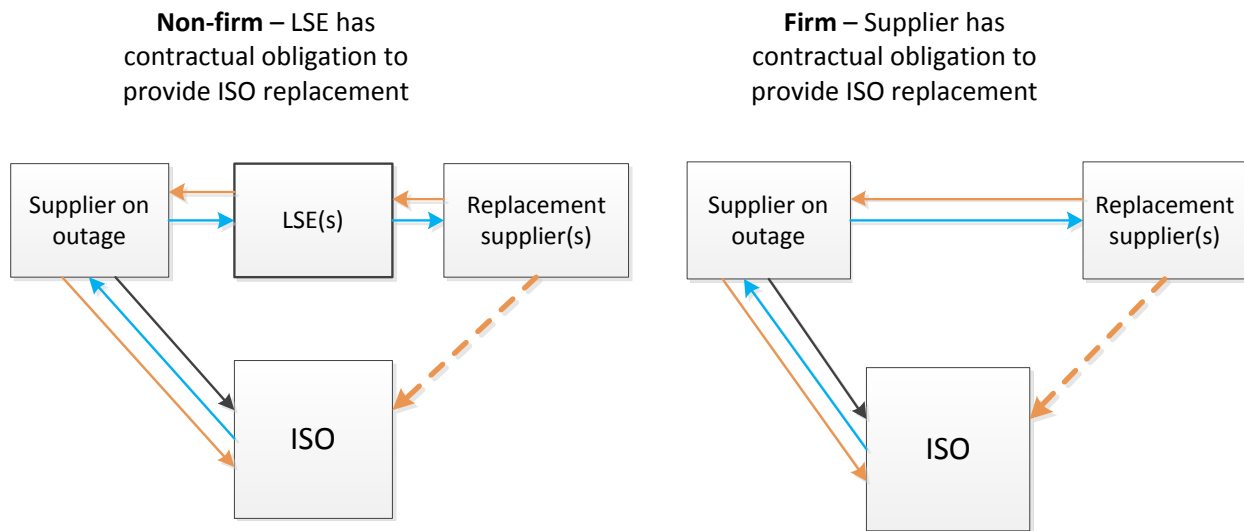 Non-firm – LSE has
contractual obligation to
provide ISO replacement
Firm – Supplier has
contractual obligation to
provide ISO replacement
Supplier on
outage
LSE(s)
Replacement
supplier(s)
ISO
Supplier on
outage
Replacement
supplier(s)
ISO